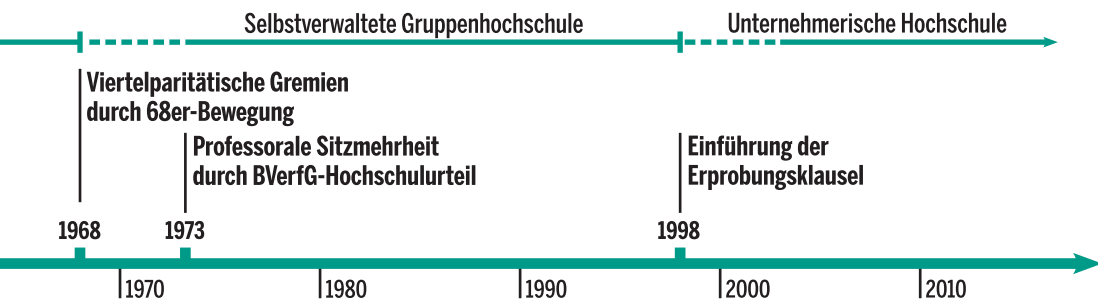 Selbstverwaltete Gruppenhochschule
Unternehmerische Hochschule
Viertelparitätische Gremien
durch 68er-Bewegung
Professorale Sitzmehrheit
durch BVerfG-Hochschulurteil
Einführung der
Erprobungsklausel
1968
1973
1998
1970
1980
1990
2000
2010